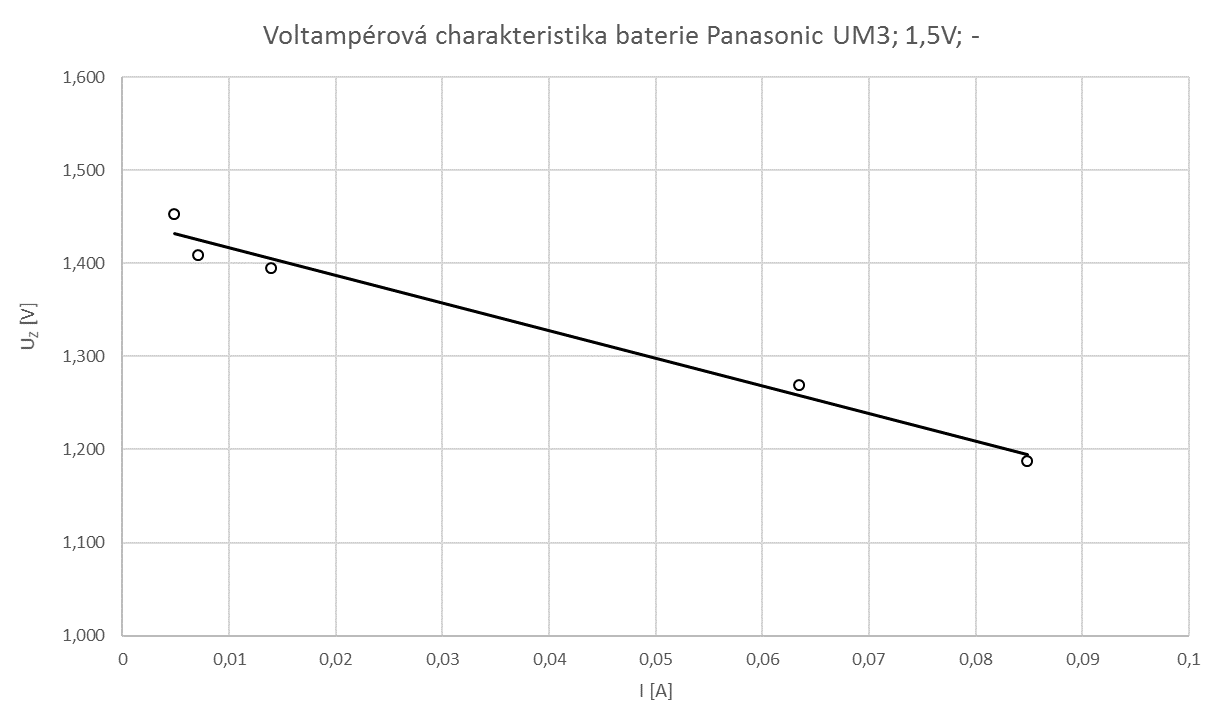 Voltampérová charakteristika baterie Panasonic UM3; 1,5V; -
1,600
1,500
1,400
1,300
1,200
1,100
1,000
U_Z [V]
0 0,01 0,02 0,03 0,04 0,05 0,06 0,07 0,08 0,09 0,1
I [A]